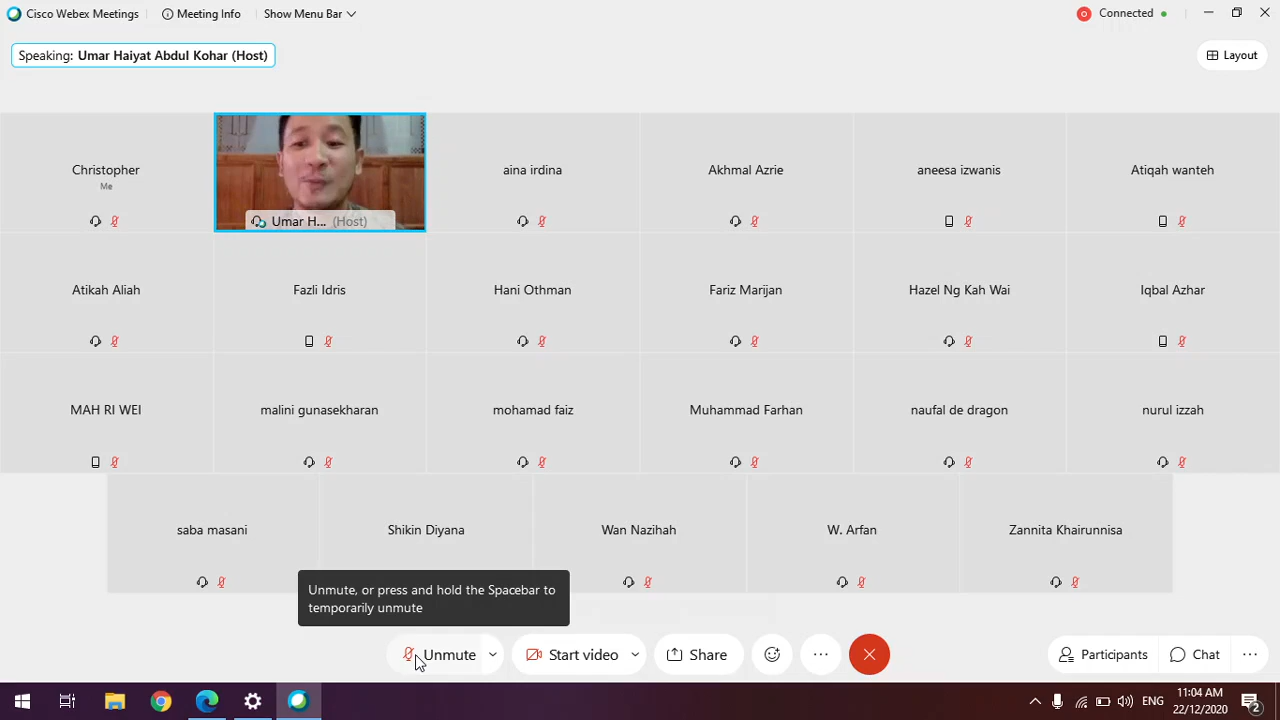 Cisco Webex Meetings
Meeting Info
Show Menu Bar
Connected
Speaking: Umar Haiyat Abdul Kohar (Host)
Layout
Christopher
Me
Umar H... (Host)
aina irdina
Akhmal Azrie
aneesa izwanis
Atiqah wanteh
Atikah Aliah
Fazli Idris
Hani Othman
Fariz Marijan
Hazel Ng Kah Wai
Iqbal Azhar
MAH RI WEI
malini gunasekharan
mohamad faiz
Muhammad Farhan
naufal de dragon
nurul izzah
saba masani
Shikin Diyana
Wan Nazihah
W. Arfan
Zannita Khairunnisa
Unmute, or press and hold the Spacebar to
temporarily unmute
Unmute
Start video
Share
Participants
Chat
ENG
11:04 AM
22/12/2020
2